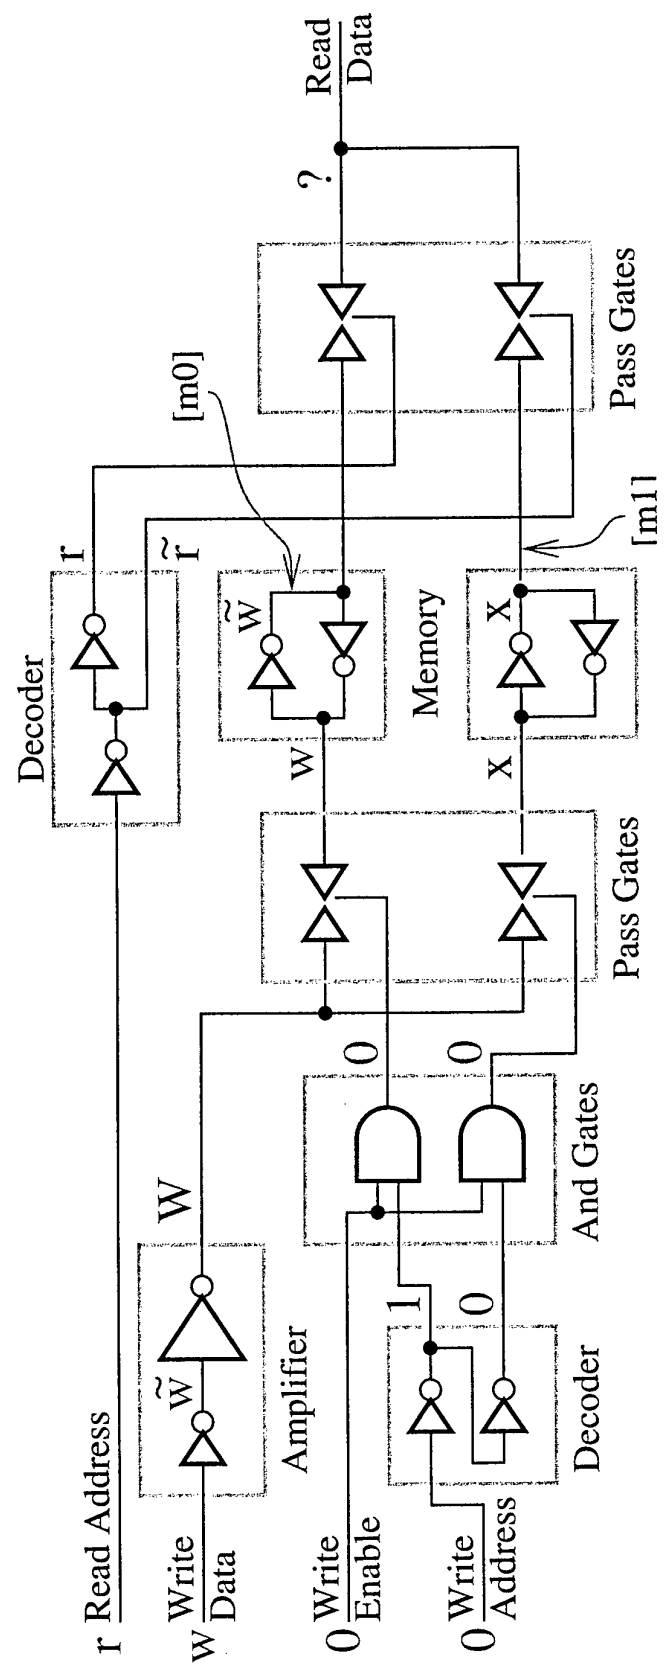 r Read Address
Decoder
r
r̃
[m0]
Read
Data
w Write
Data
w̃
W
Amplifier
w
w̃
?
0 Write
Enable
0
0
Memory
0 Write
Address
1
0
x
X
[m1]
Decoder
And Gates
Pass Gates
Pass Gates